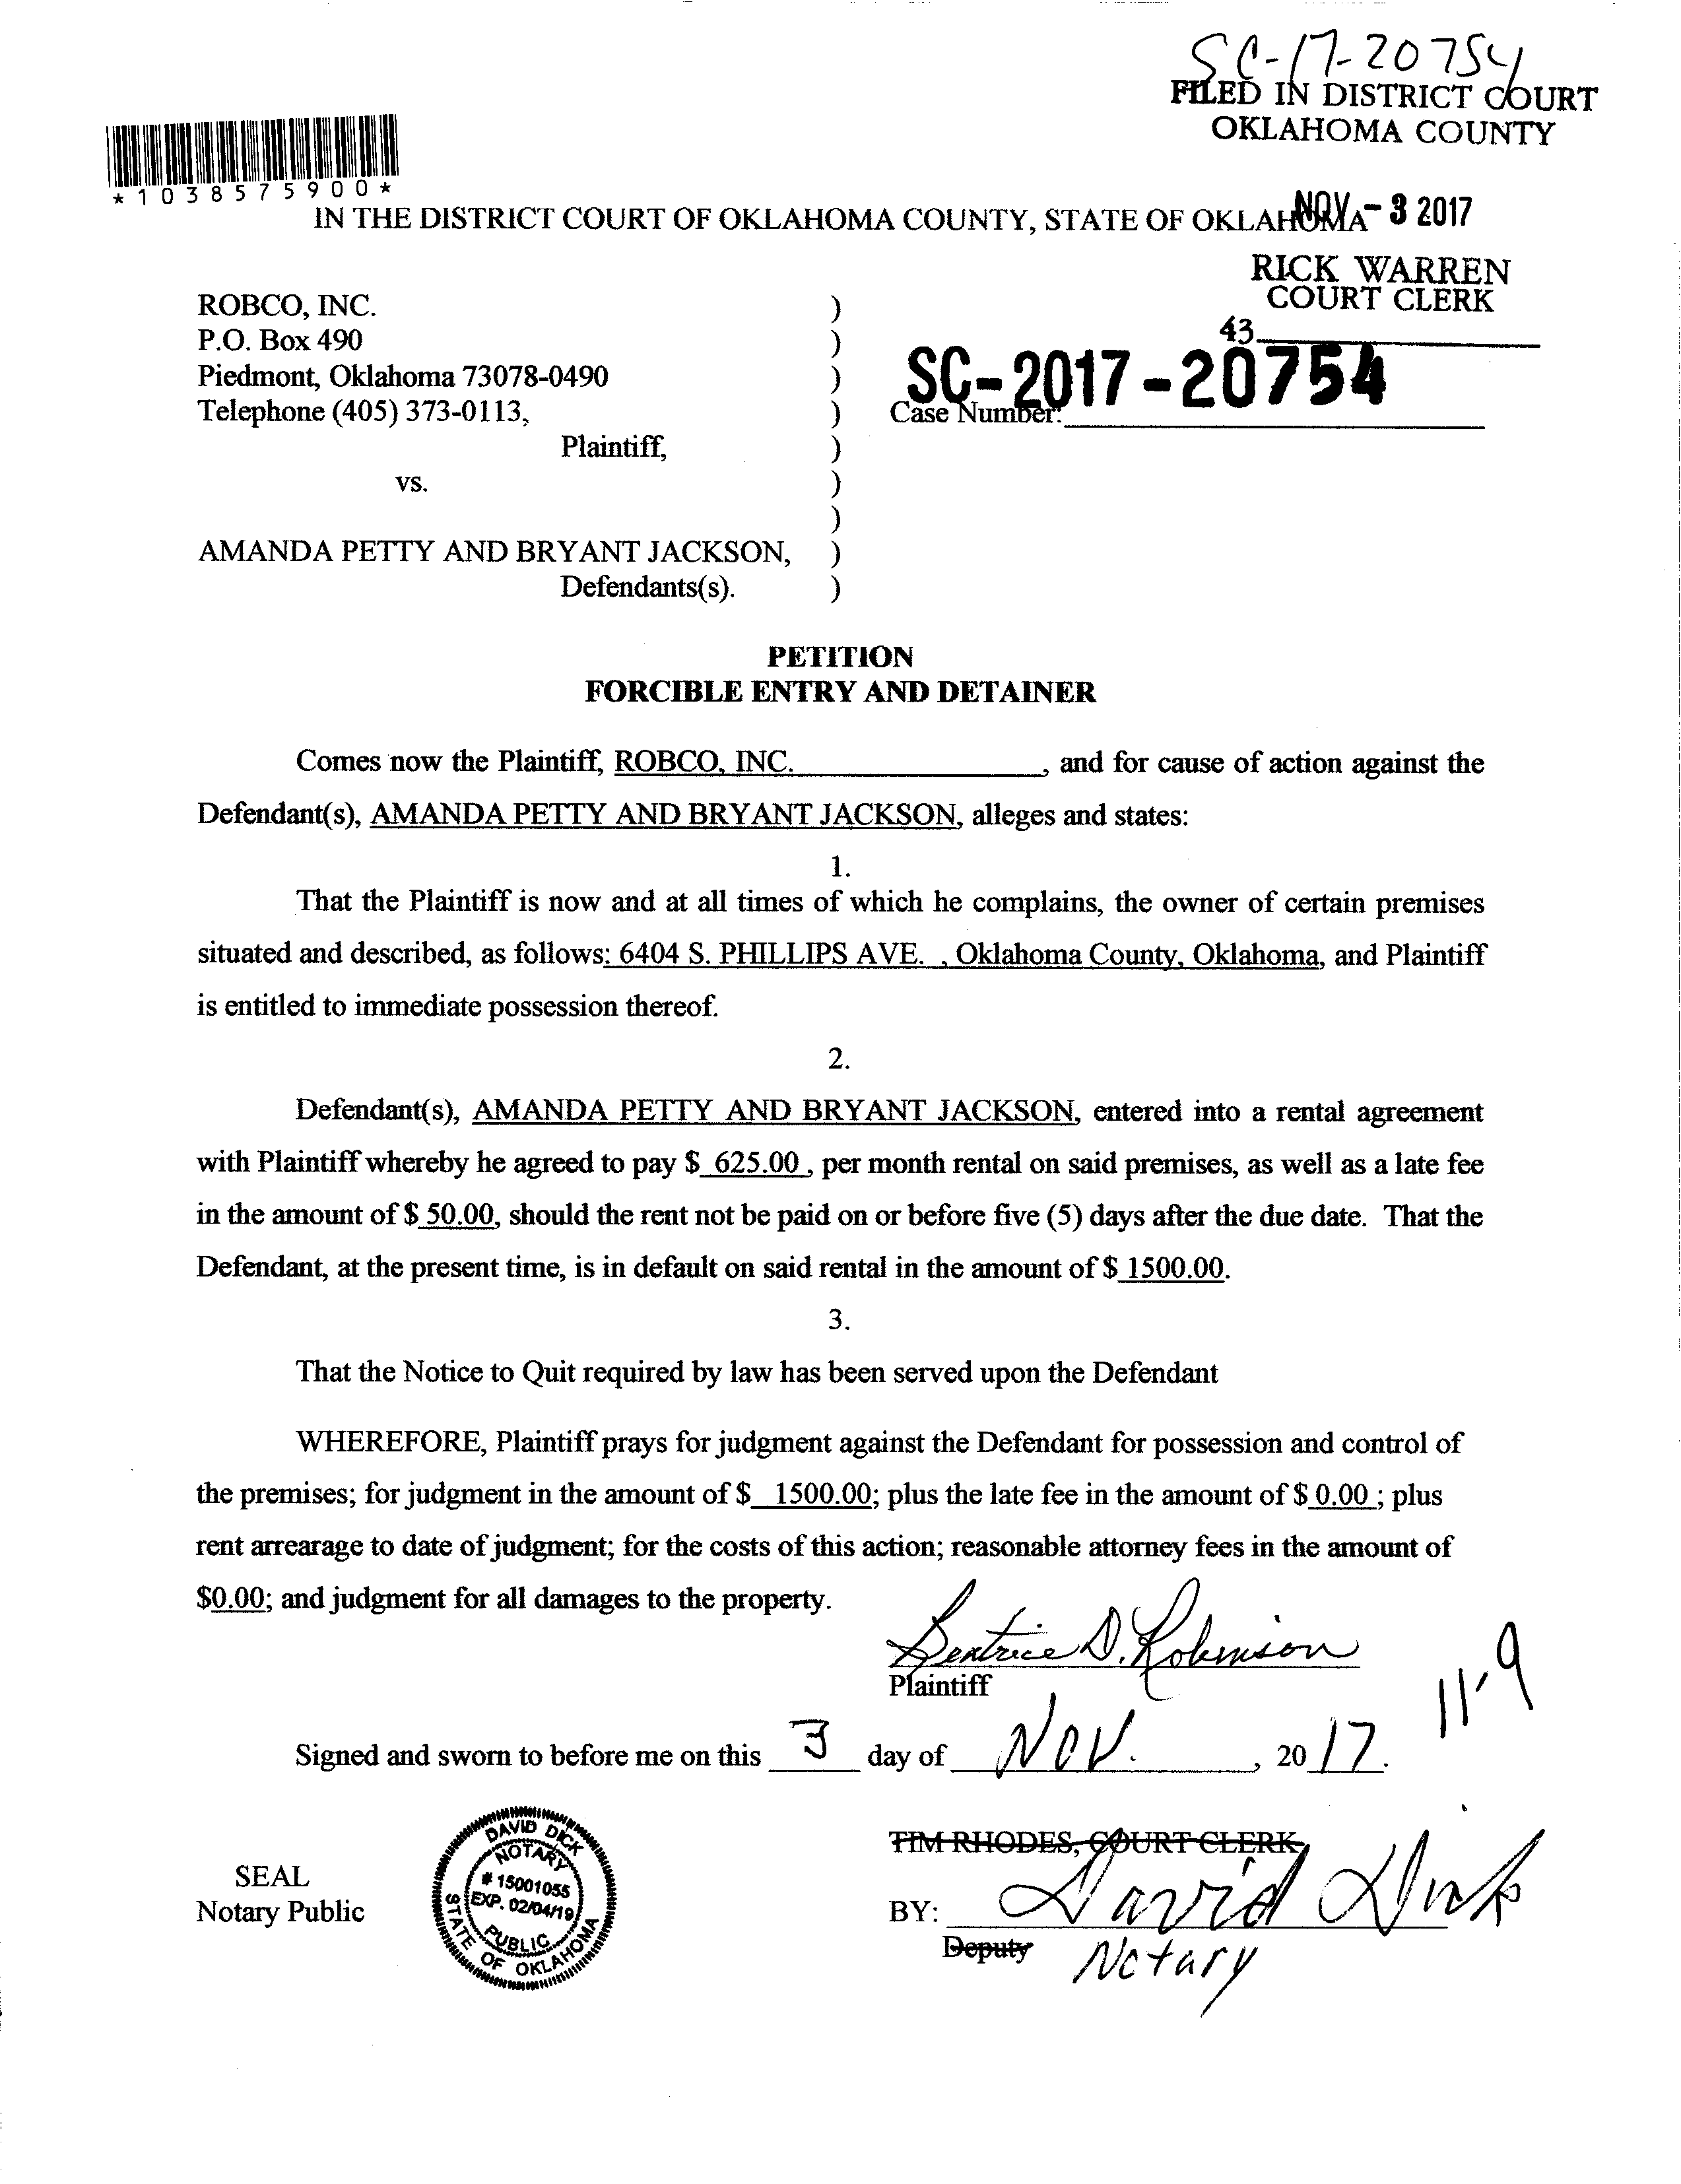 SC-17-20754
FILED IN DISTRICT COURT
OKLAHOMA COUNTY
*1038575900*
IN THE DISTRICT COURT OF OKLAHOMA COUNTY, STATE OF OKLAHOMA
NOV - 3 2017
RICK WARREN
COURT CLERK
43
ROBCO, INC. )
P.O. Box 490 )
Piedmont, Oklahoma 73078-0490 )
Telephone (405) 373-0113, ) Case Number: SC-2017-20754
Plaintiff, )
vs. )
)
AMANDA PETTY AND BRYANT JACKSON, )
Defendants(s). )
PETITION
FORCIBLE ENTRY AND DETAINER
Comes now the Plaintiff, ROBCO, INC. , and for cause of action against the
Defendant(s), AMANDA PETTY AND BRYANT JACKSON, alleges and states:
1.
That the Plaintiff is now and at all times of which he complains, the owner of certain premises
situated and described, as follows: 6404 S. PHILLIPS AVE. , Oklahoma County, Oklahoma, and Plaintiff
is entitled to immediate possession thereof.
2.
Defendant(s), AMANDA PETTY AND BRYANT JACKSON, entered into a rental agreement
with Plaintiff whereby he agreed to pay $ 625.00 , per month rental on said premises, as well as a late fee
in the amount of $ 50.00, should the rent not be paid on or before five (5) days after the due date. That the
Defendant, at the present time, is in default on said rental in the amount of $ 1500.00.
3.
That the Notice to Quit required by law has been served upon the Defendant
WHEREFORE, Plaintiff prays for judgment against the Defendant for possession and control of
the premises; for judgment in the amount of $ 1500.00; plus the late fee in the amount of $ 0.00 ; plus
rent arrearage to date of judgment; for the costs of this action; reasonable attorney fees in the amount of
$0.00; and judgment for all damages to the property.
Beatrice D. Robinson
Plaintiff
11-9
Signed and sworn to before me on this 3 day of Nov. , 2017.
TIM RHODES, COURT CLERK
SEAL
Notary Public
DAVID DICK
NOTARY
# 15001055
EXP. 02/04/19
PUBLIC
STATE OF OKLAHOMA
BY: David Dick
Deputy Notary